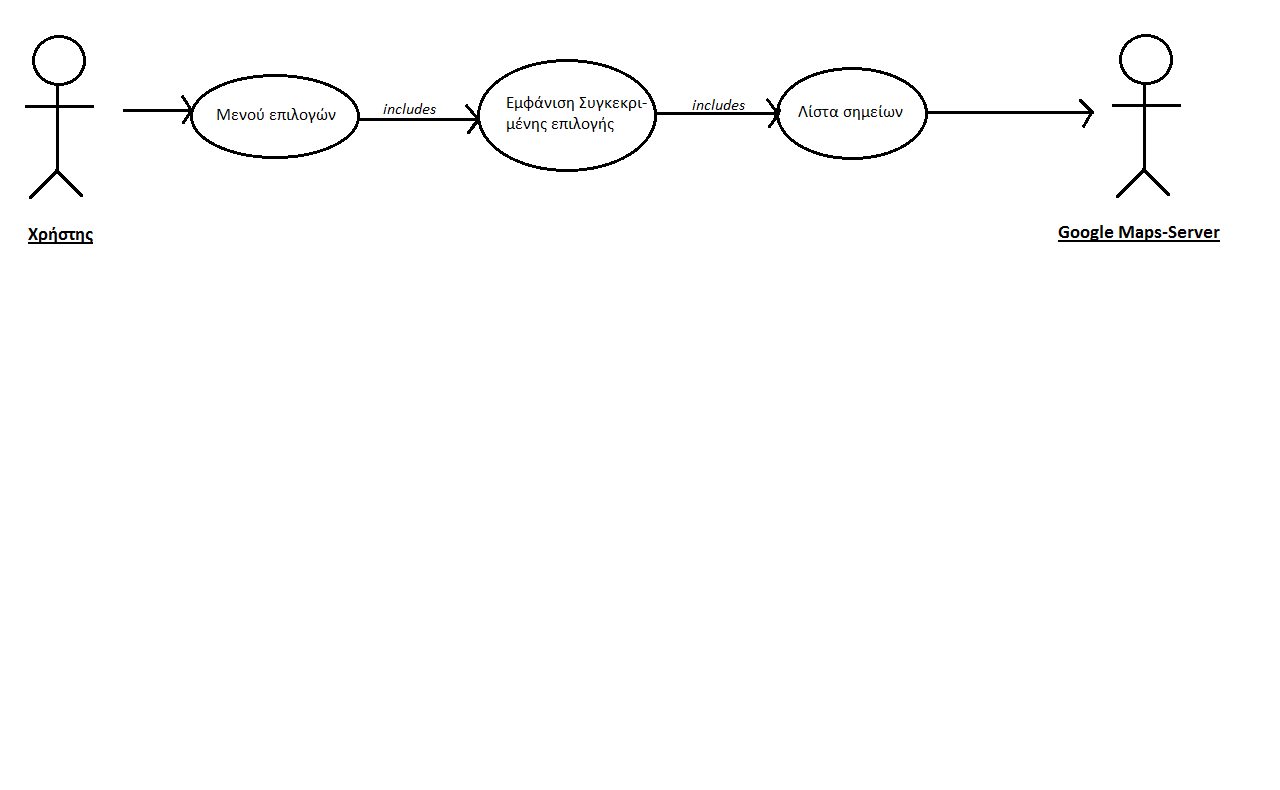 Μενού επιλογών
includes
Εμφάνιση Συγκεκρι-
μένης επιλογής
includes
Λίστα σημείων
Χρήστης
Google Maps-Server